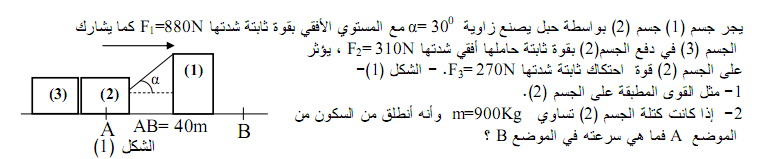 يجر جسم (1) جسم (2) بواسطة حبل يصنع زاوية α= 30⁰ مع المستوي الأفقي بقوة ثابتة شدتها F₁=880N كما يشارك
الجسم (3) في دفع الجسم(2) بقوة ثابتة حاملها أفقي شدتها F₂= 310N ، يؤثر
على الجسم (2) قوة احتكاك ثابتة شدتها F₃= 270N. - الشكل (1)-
1- مثل القوى المطبقة على الجسم (2).
2- إذا كانت كتلة الجسم (2) تساوي m=900Kg وأنه أنطلق من السكون من
الموضع A فما هي سرعته في الموضع B ؟
(1)
α
(3) (2)
A AB= 40m B
الشكل (1)